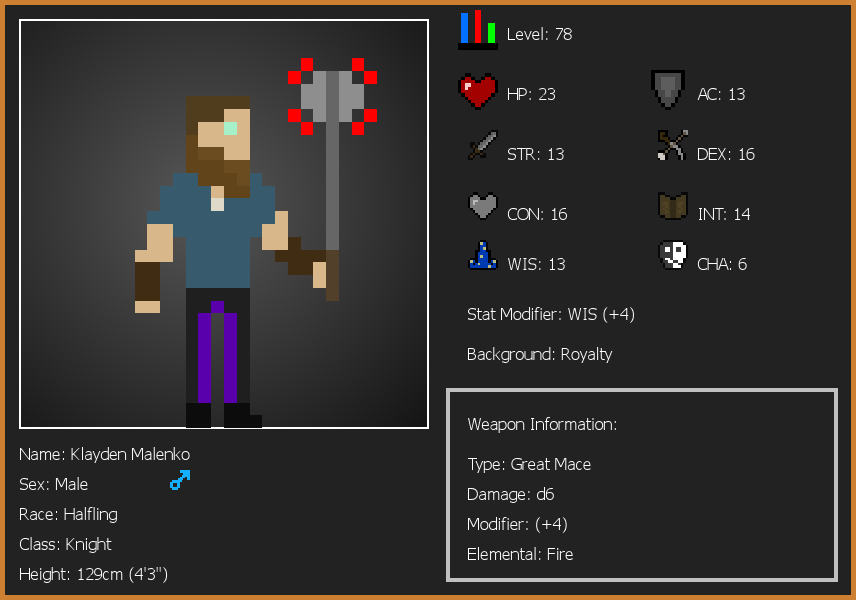 Level: 78
HP: 23
AC: 13
STR: 13
DEX: 16
CON: 16
INT: 14
WIS: 13
CHA: 6
Stat Modifier: WIS (+4)
Background: Royalty
Weapon Information:
Type: Great Mace
Damage: d6
Modifier: (+4)
Elemental: Fire
Name: Klayden Malenko
Sex: Male
Race: Halfling
Class: Knight
Height: 129cm (4'3")